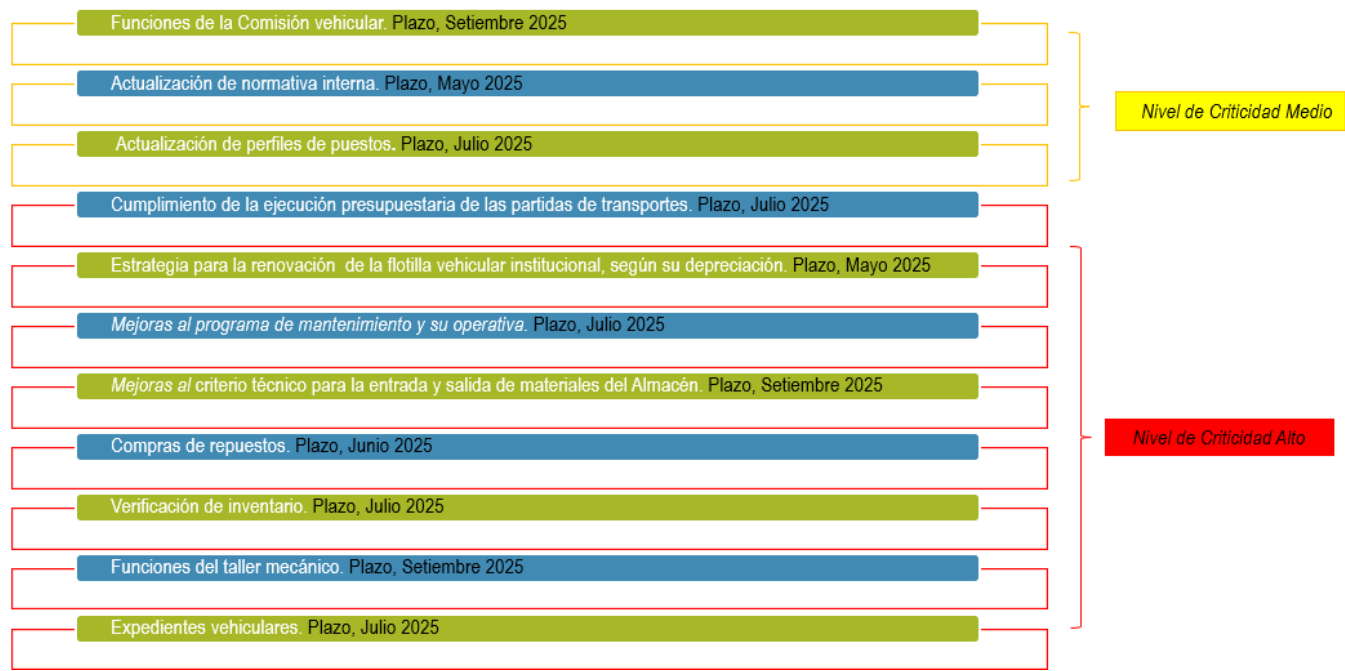 Funciones de la Comisión vehicular. Plazo, Setiembre 2025
Actualización de normativa interna. Plazo, Mayo 2025
Nivel de Criticidad Medio
Actualización de perfiles de puestos. Plazo, Julio 2025
Cumplimiento de la ejecución presupuestaria de las partidas de transportes. Plazo, Julio 2025
Estrategia para la renovación de la flotilla vehicular institucional, según su depreciación. Plazo, Mayo 2025
Mejoras al programa de mantenimiento y su operativa. Plazo, Julio 2025
Mejoras al criterio técnico para la entrada y salida de materiales del Almacén. Plazo, Setiembre 2025
Compras de repuestos. Plazo, Junio 2025
Nivel de Criticidad Alto
Verificación de inventario. Plazo, Julio 2025
Funciones del taller mecánico. Plazo, Setiembre 2025
Expedientes vehiculares. Plazo, Julio 2025